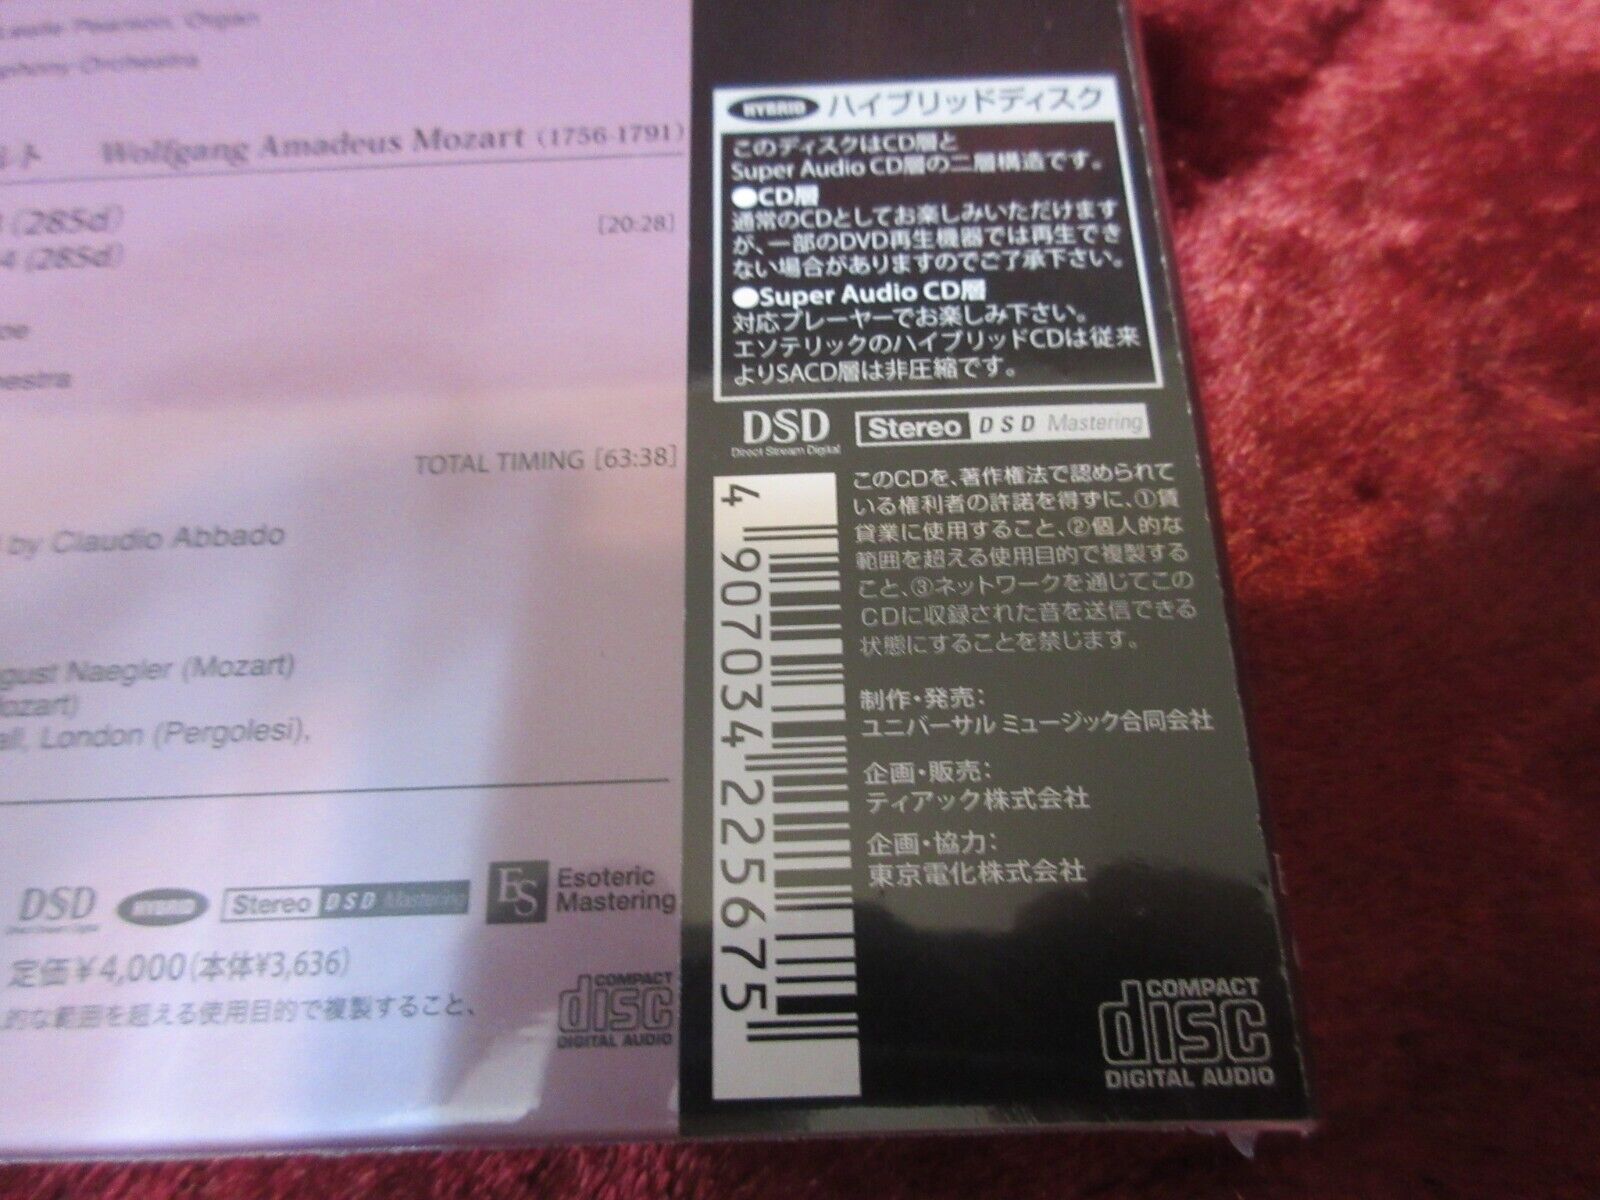 Pearson, Organ
Orchestra
ト Wolfgang Amadeus Mozart (1756-1791)
(285d) [20:28]
4 (285d)
TOTAL TIMING [63:38]
by Claudio Abbado
Naegler (Mozart)
London (Pergolesi),
DSD
Direct Stream Digital
HYBRID
Stereo DSD Mastering
ES Esoteric
Mastering
定価¥4,000(本体¥3,636)
的な範囲を超える使用目的で複製すること、
COMPACT
disc
DIGITAL AUDIO
HYBRID ハイブリッドディスク
このディスクはCD層と
Super Audio CD層の二層構造です。
●CD層
通常のCDとしてお楽しみいただけます
が、一部のDVD再生機器では再生でき
ない場合がありますのでご了承下さい。
●Super Audio CD層
対応プレーヤーでお楽しみ下さい。
エソテリックのハイブリッドCDは従来
よりSACD層は非圧縮です。
DSD
Direct Stream Digital
Stereo DSD Mastering
4 907034 225675
このCDを、著作権法で認められて
いる権利者の許諾を得ずに、①賃
貸業に使用すること、②個人的な
範囲を超える使用目的で複製する
こと、③ネットワークを通じてこの
CDに収録された音を送信できる
状態にすることを禁じます。
制作・発売:
ユニバーサル ミュージック合同会社
企画・販売:
ティアック株式会社
企画・協力:
東京電化株式会社
COMPACT
disc
DIGITAL AUDIO